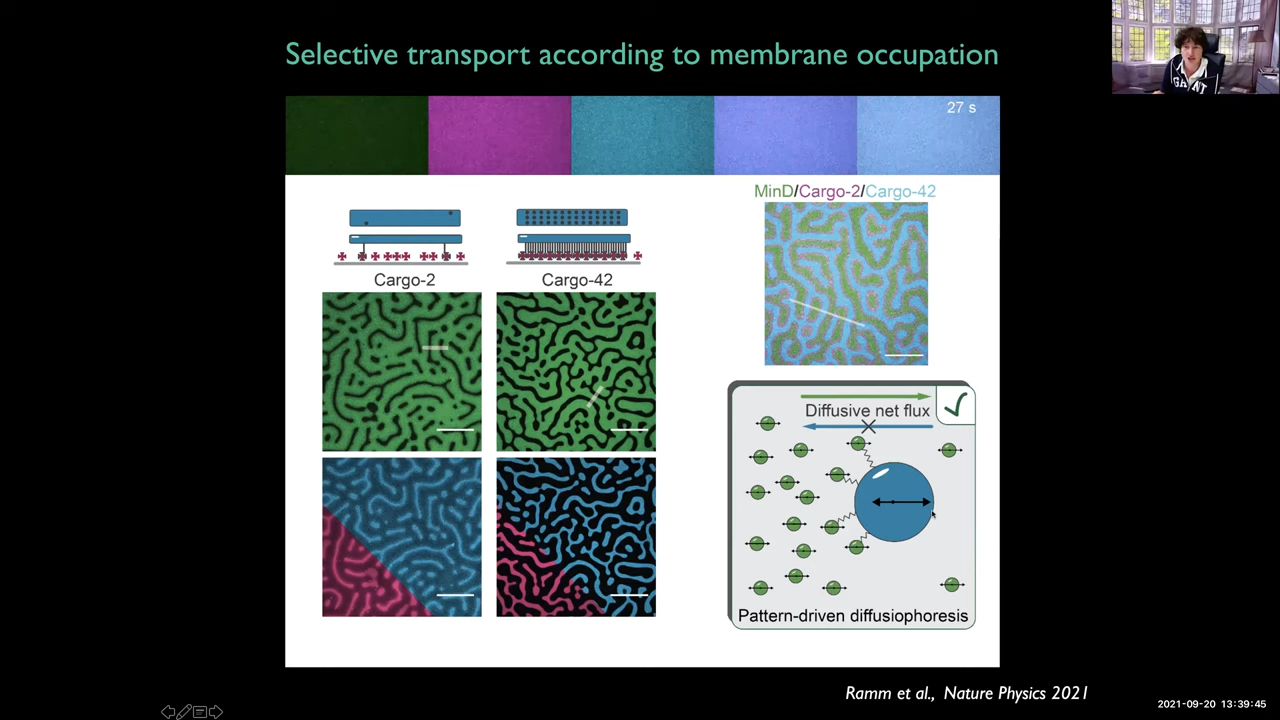 Selective transport according to membrane occupation
27 s
MinD/Cargo-2/Cargo-42
Cargo-2
Cargo-42
Diffusive net flux
Pattern-driven diffusiophoresis
Ramm et al., Nature Physics 2021
2021-09-20 13:39:45